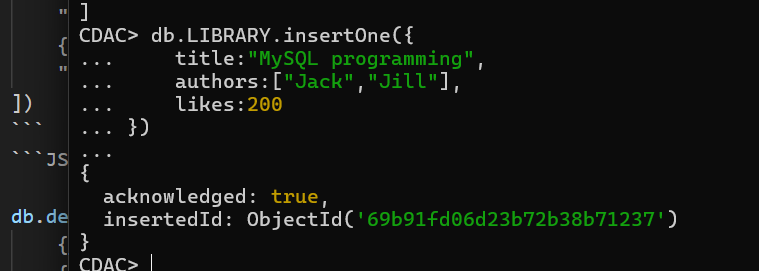 " ]
CDAC> db.LIBRARY.insertOne({
{ ...     title:"MySQL programming",
" ...     authors:["Jack","Jill"],
...     likes:200
]) ... })
``` ...
```JS {
acknowledged: true,
db.de insertedId: ObjectId('69b91fd06d23b72b38b71237')
{ }
CDAC>